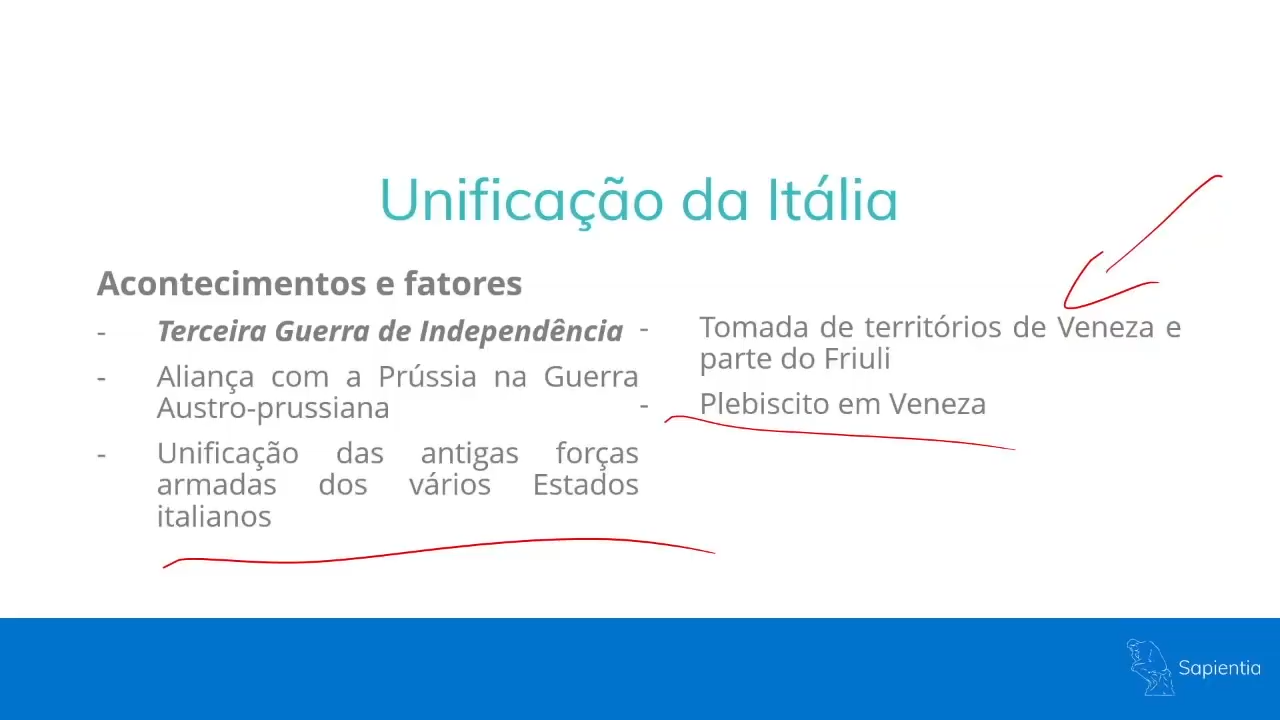 Unificação da Itália
Acontecimentos e fatores
- Terceira Guerra de Independência
- Aliança com a Prússia na Guerra
Austro-prussiana
- Unificação das antigas forças
armadas dos vários Estados
italianos
- Tomada de territórios de Veneza e
parte do Friuli
- Plebiscito em Veneza
Sapientia